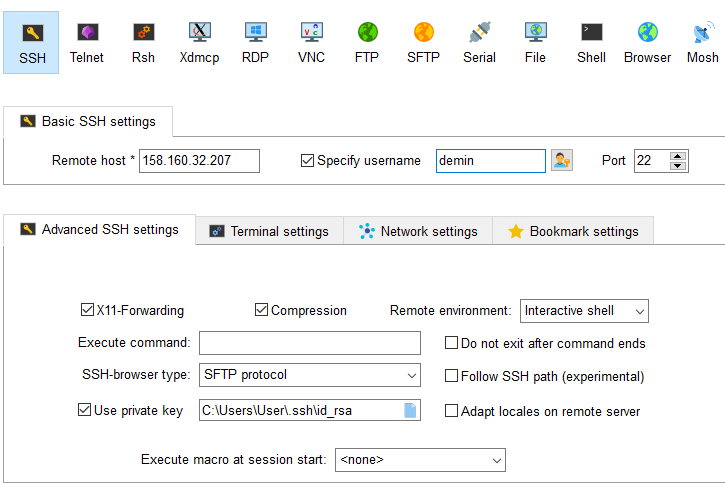 SSH Telnet Rsh Xdmcp RDP VNC FTP SFTP Serial File Shell Browser Mosh
Basic SSH settings
Remote host * 158.160.32.207 Specify username demin Port 22
Advanced SSH settings Terminal settings Network settings Bookmark settings
X11-Forwarding Compression Remote environment: Interactive shell
Execute command: Do not exit after command ends
SSH-browser type: SFTP protocol Follow SSH path (experimental)
Use private key C:\Users\User\.ssh\id_rsa Adapt locales on remote server
Execute macro at session start: <none>